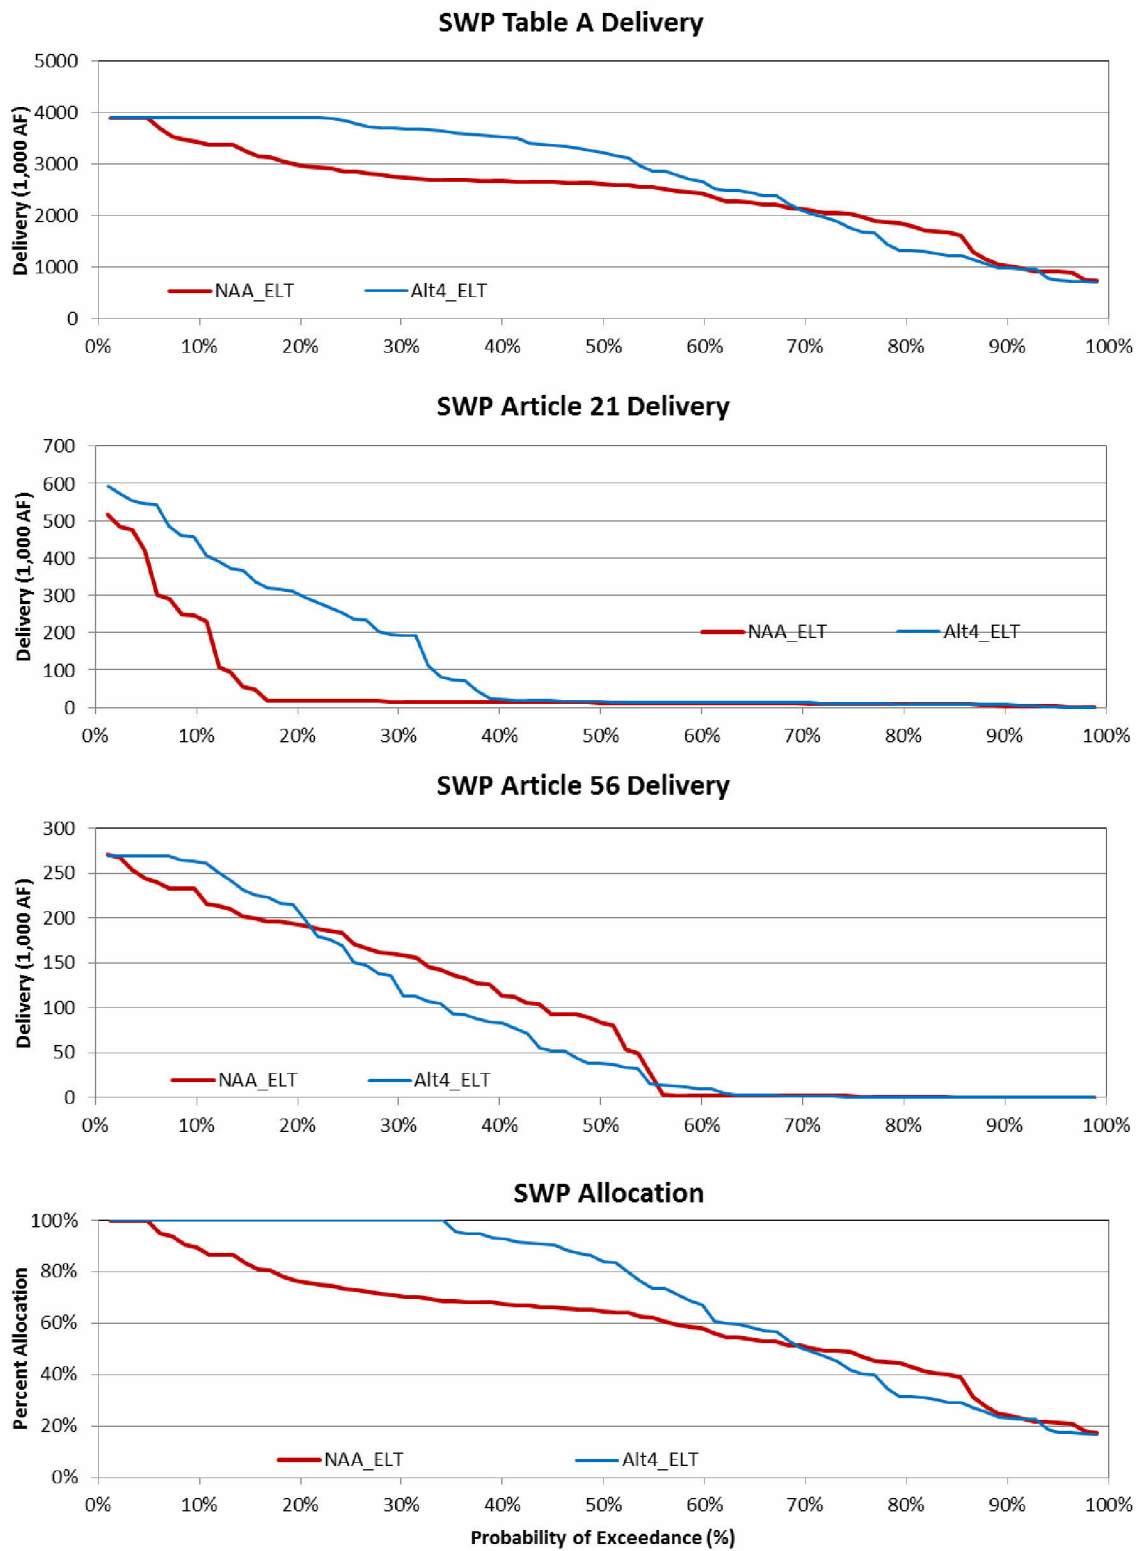 SWP Table A Delivery
Delivery (1,000 AF)
5000
4000
3000
2000
1000
0
NAA_ELT
Alt4_ELT
0% 10% 20% 30% 40% 50% 60% 70% 80% 90% 100%
SWP Article 21 Delivery
Delivery (1,000 AF)
700
600
500
400
300
200
100
0
NAA_ELT
Alt4_ELT
0% 10% 20% 30% 40% 50% 60% 70% 80% 90% 100%
SWP Article 56 Delivery
Delivery (1,000 AF)
300
250
200
150
100
50
0
NAA_ELT
Alt4_ELT
0% 10% 20% 30% 40% 50% 60% 70% 80% 90% 100%
SWP Allocation
Percent Allocation
100%
80%
60%
40%
20%
0%
NAA_ELT
Alt4_ELT
0% 10% 20% 30% 40% 50% 60% 70% 80% 90% 100%
Probability of Exceedance (%)